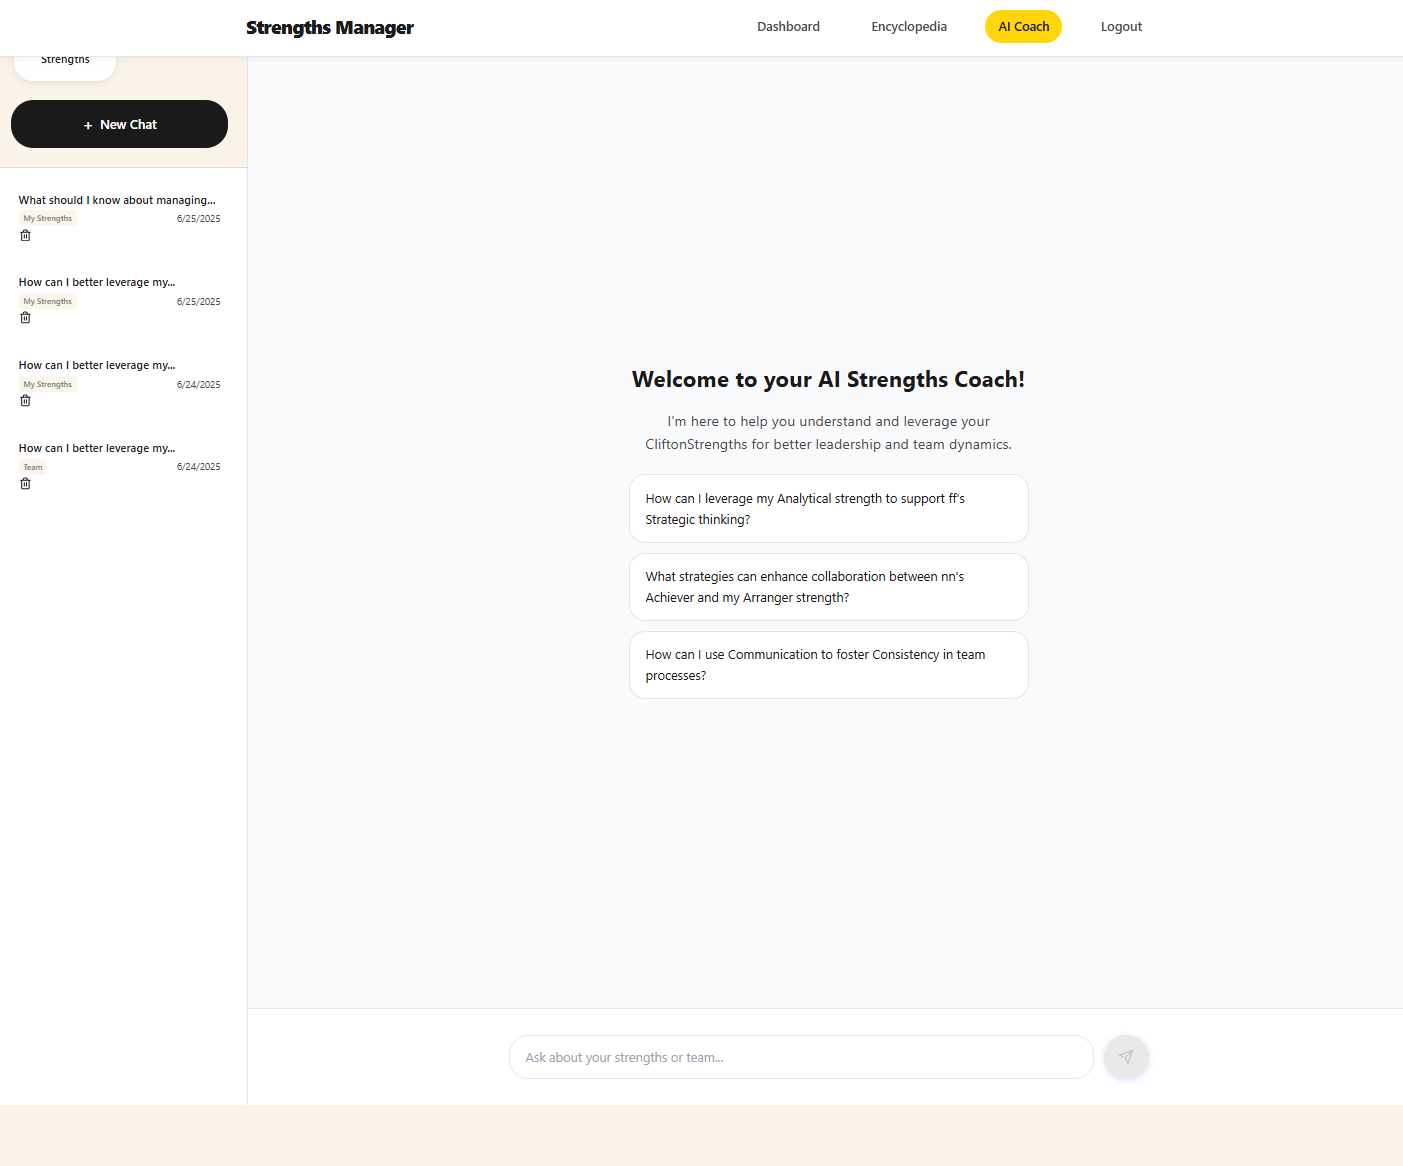 Strengths Manager
Dashboard
Encyclopedia
AI Coach
Logout
Strengths
+ New Chat
What should I know about managing...
My Strengths
6/25/2025
How can I better leverage my...
My Strengths
6/25/2025
How can I better leverage my...
My Strengths
6/24/2025
How can I better leverage my...
Team
6/24/2025
Welcome to your AI Strengths Coach!
I'm here to help you understand and leverage your
CliftonStrengths for better leadership and team dynamics.
How can I leverage my Analytical strength to support ff's
Strategic thinking?
What strategies can enhance collaboration between nn's
Achiever and my Arranger strength?
How can I use Communication to foster Consistency in team
processes?
Ask about your strengths or team...